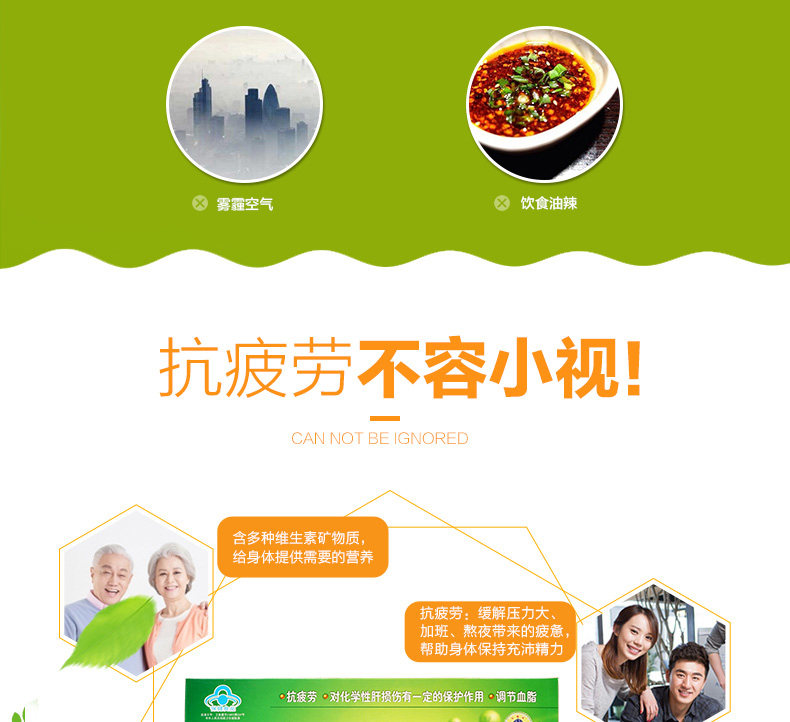 雾霾空气
饮食油辣
抗疲劳不容小视!
CAN NOT BE IGNORED
含多种维生素矿物质,
给身体提供需要的营养
抗疲劳:缓解压力大、
加班、熬夜带来的疲惫,
帮助身体保持充沛精力
•抗疲劳 •对化学性肝损伤有一定的保护作用 •调节血脂